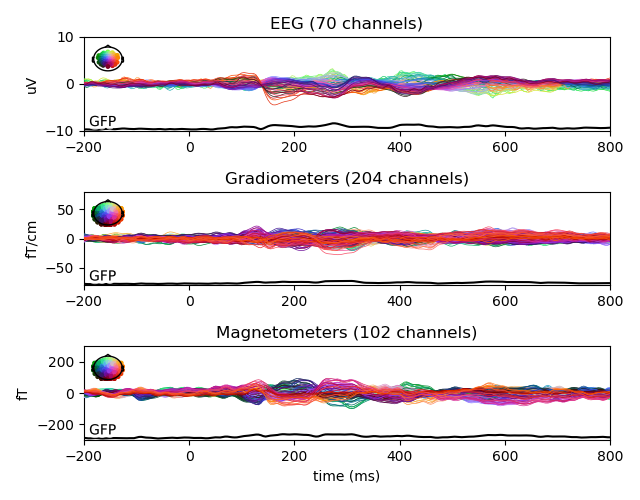 EEG (70 channels)
10
0
−10
uV
GFP
−200 0 200 400 600 800
Gradiometers (204 channels)
50
0
−50
fT/cm
GFP
−200 0 200 400 600 800
Magnetometers (102 channels)
200
0
−200
fT
GFP
−200 0 200 400 600 800
time (ms)